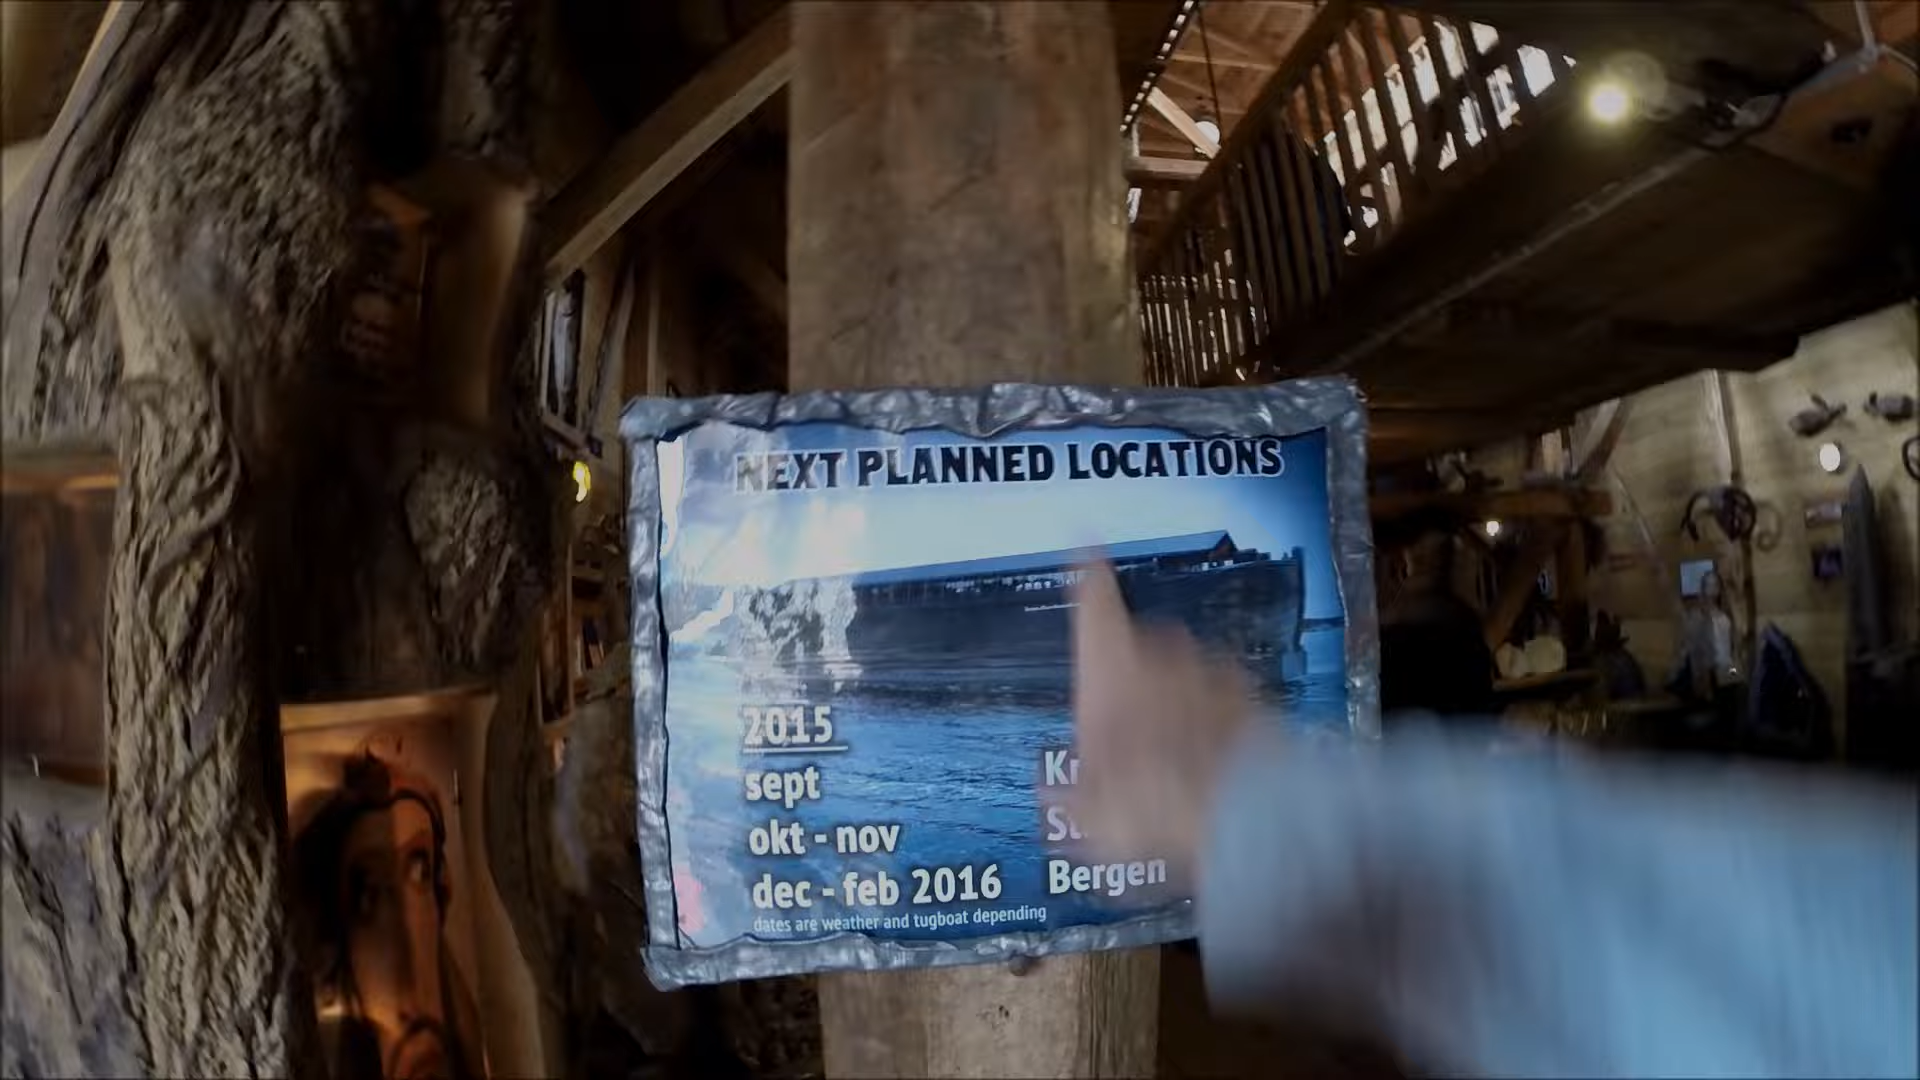 NEXT PLANNED LOCATIONS
2015
sept
okt - nov
dec - feb 2016 Bergen
dates are weather and tugboat depending